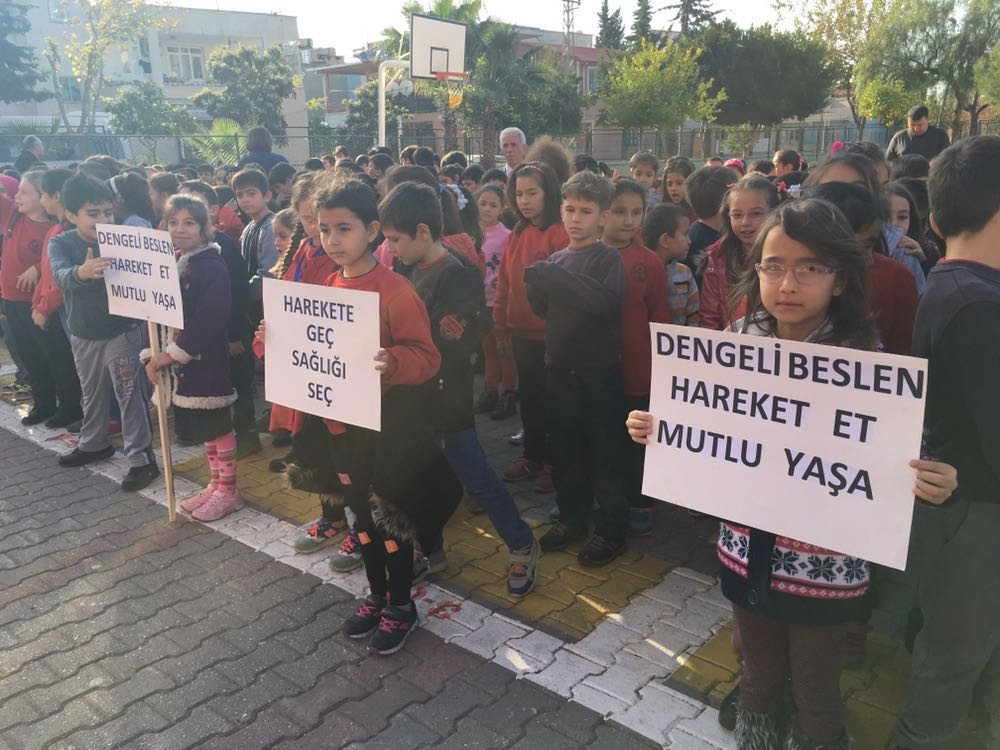 DENGELİ BESLEN
HAREKET ET
MUTLU YAŞA
HAREKETE
GEÇ
SAĞLIĞI
SEÇ
DENGELİ BESLEN
HAREKET ET
MUTLU YAŞA